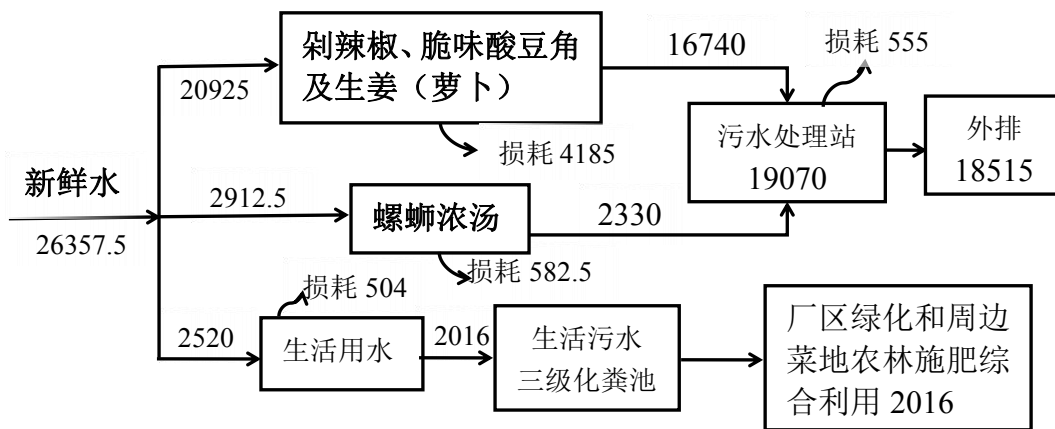 剁辣椒、脆味酸豆角
及生姜（萝卜）
16740
损耗 555
20925
损耗 4185
污水处理站
19070
外排
18515
新鲜水
26357.5
2912.5
螺蛳浓汤
2330
损耗 582.5
损耗 504
2520
生活用水
2016
生活污水
三级化粪池
厂区绿化和周边
菜地农林施肥综
合利用 2016